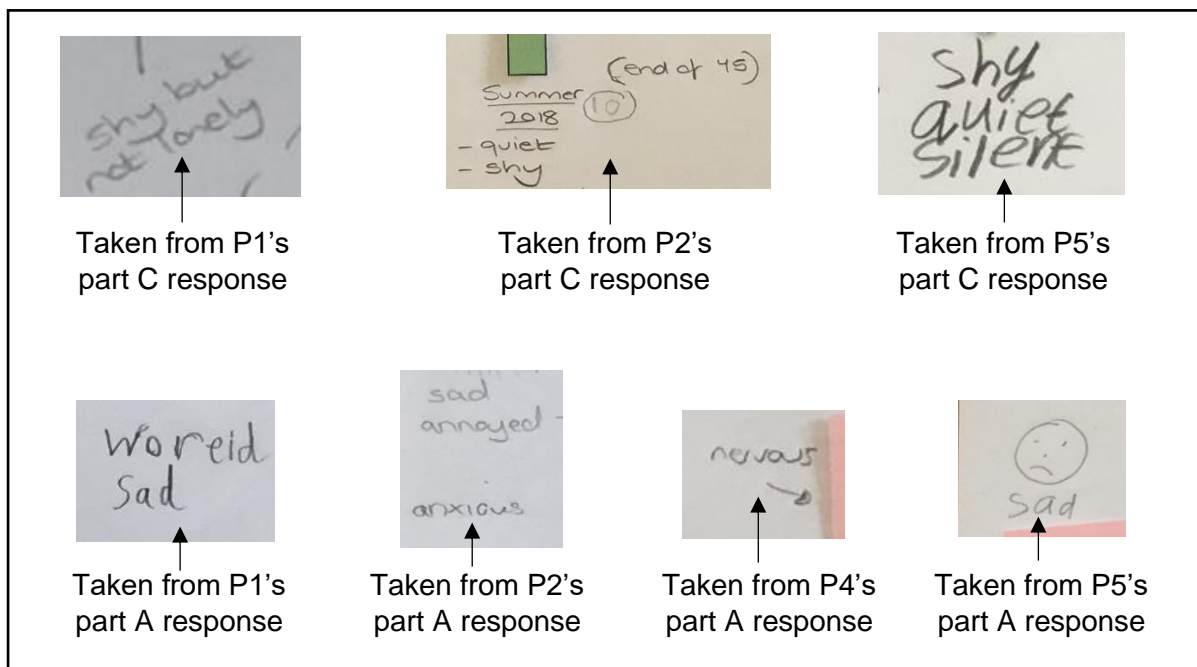 shy but
not lonely
Taken from P1's
part C response
(end of Y5)
Summer
10
2018
- quiet
- shy
Taken from P2's
part C response
shy
quiet
silent
Taken from P5's
part C response
Woreid
sad
Taken from P1's
part A response
sad
annoyed -
anxious
Taken from P2's
part A response
nervous
Taken from P4's
part A response
sad
Taken from P5's
part A response